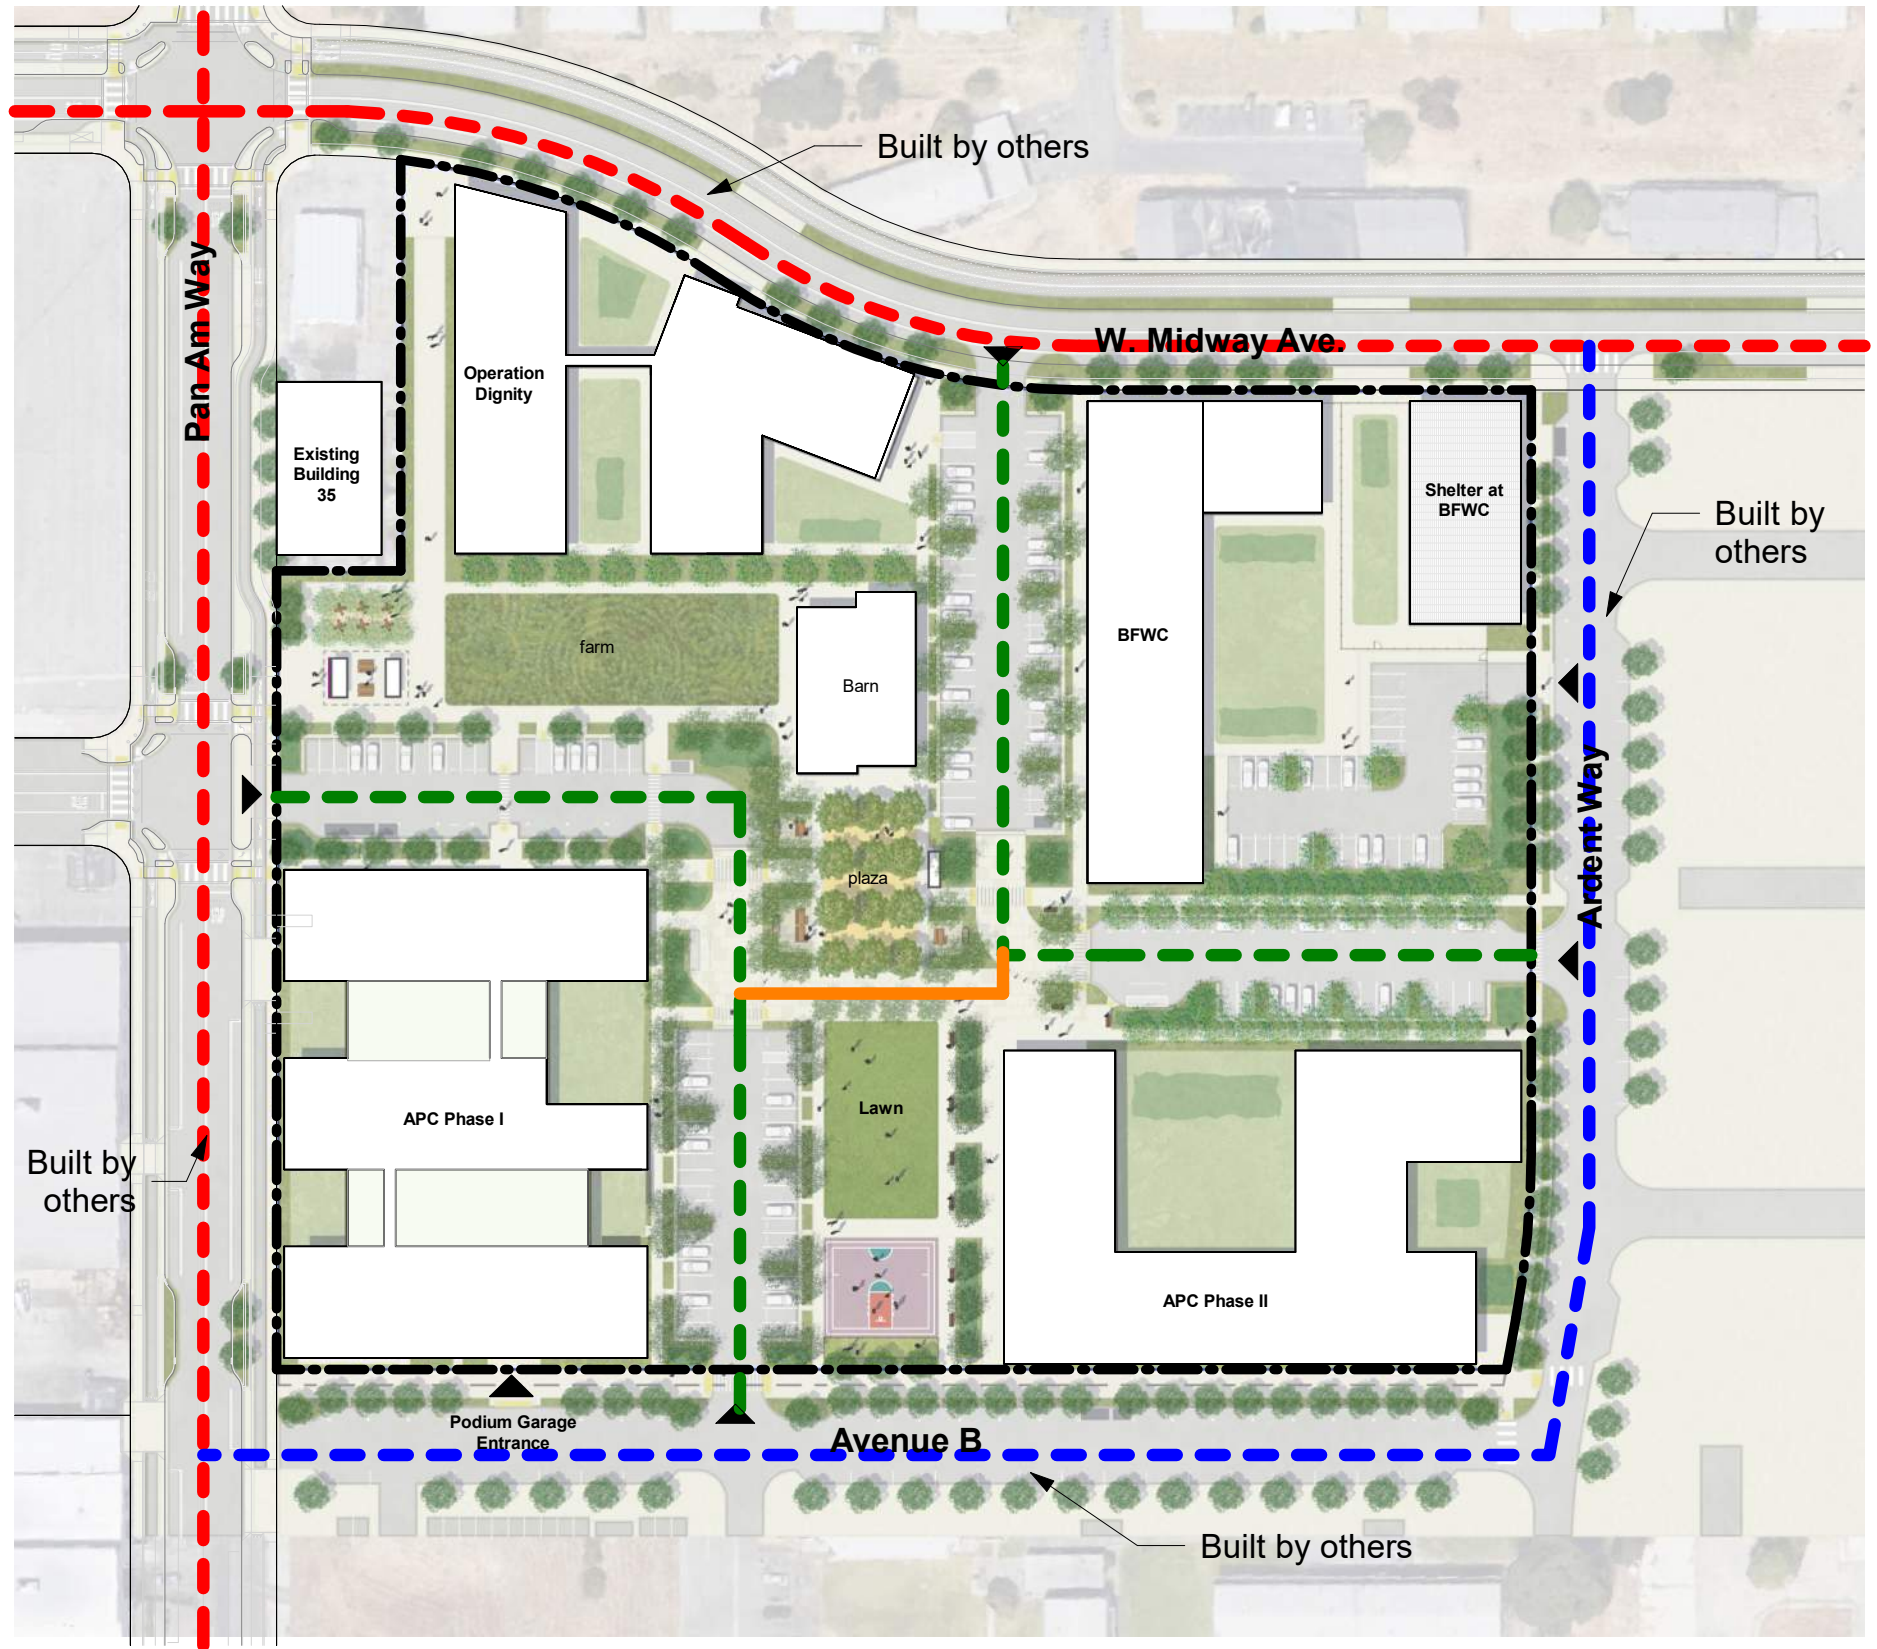 Built by others
Pan Am Way
W. Midway Ave.
Operation
Dignity
Existing
Building
35
Shelter at
BFWC
Built by
others
farm
BFWC
Barn
Ardent Way
plaza
Lawn
APC Phase I
Built by
others
APC Phase II
Podium Garage
Entrance
Avenue B
Built by others